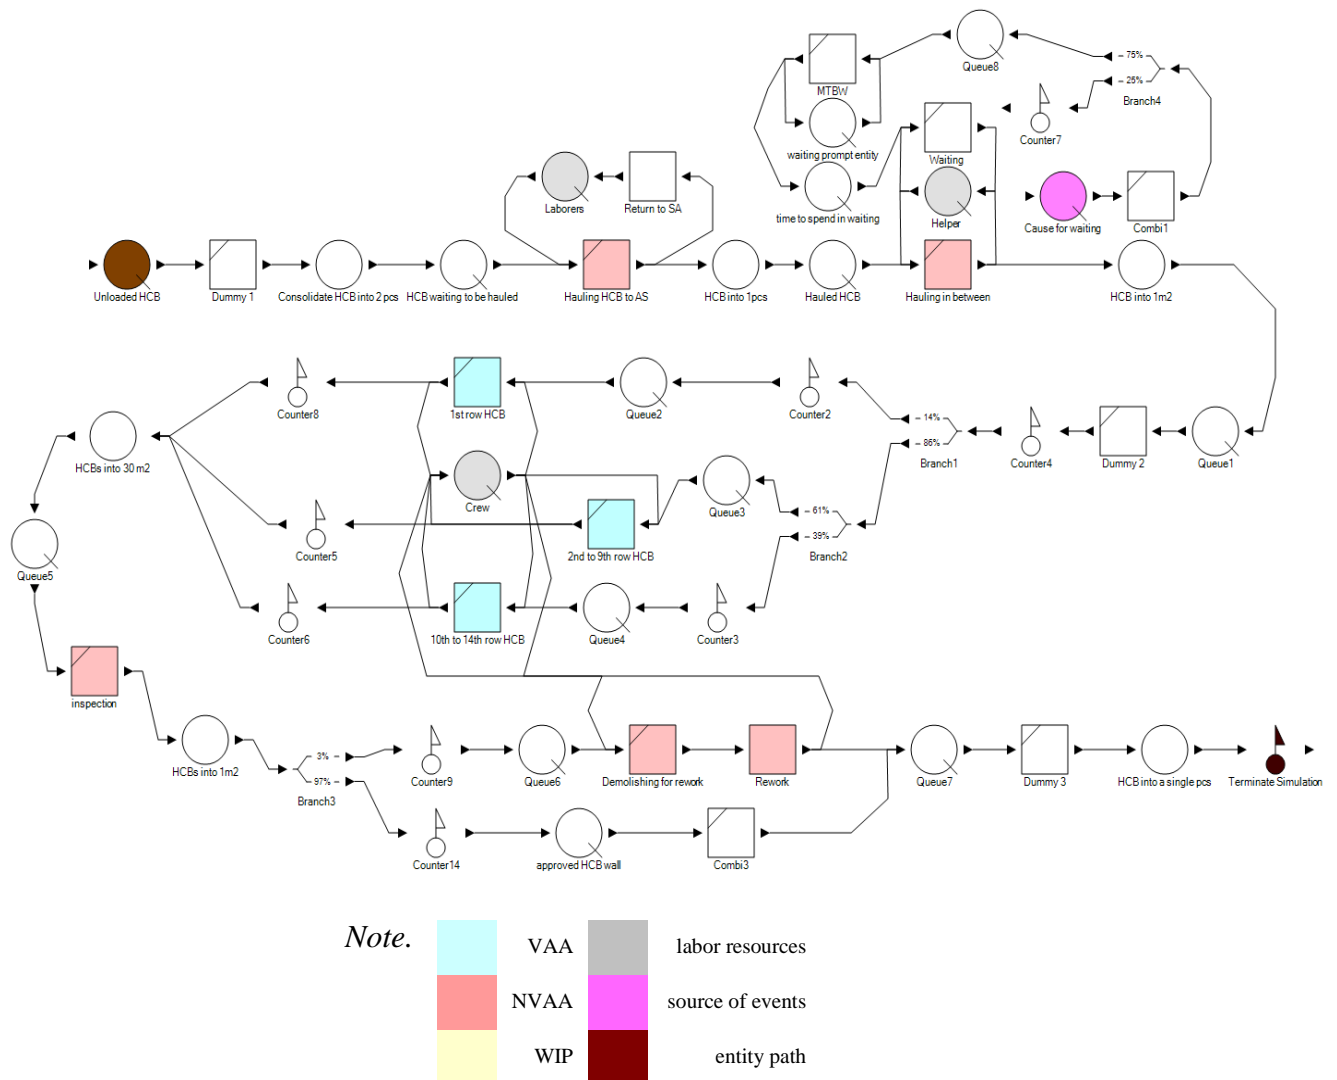 Queue8
75%
25%
Branch4
MTBW
waiting prompt entity
Waiting
Counter7
time to spend in waiting
Helper
Cause for waiting
Combi1
Laborers
Return to SA
Unloaded HCB
Dummy 1
Consolidate HCB into 2 pcs
HCB waiting to be hauled
Hauling HCB to AS
HCB into 1pcs
Hauled HCB
Hauling in between
HCB into 1m2
Counter8
1st row HCB
Queue2
Counter2
14%
86%
Branch1
Counter4
Dummy 2
Queue1
HCBs into 30 m2
Crew
Queue3
61%
39%
Branch2
Queue5
Counter5
2nd to 9th row HCB
Counter6
10th to 14th row HCB
Queue4
Counter3
inspection
HCBs into 1m2
3%
97%
Branch3
Counter9
Queue6
Demolishing for rework
Rework
Queue7
Dummy 3
HCB into a single pcs
Terminate Simulation
Counter14
approved HCB wall
Combi3
Note.
VAA
labor resources
NVAA
source of events
WIP
entity path